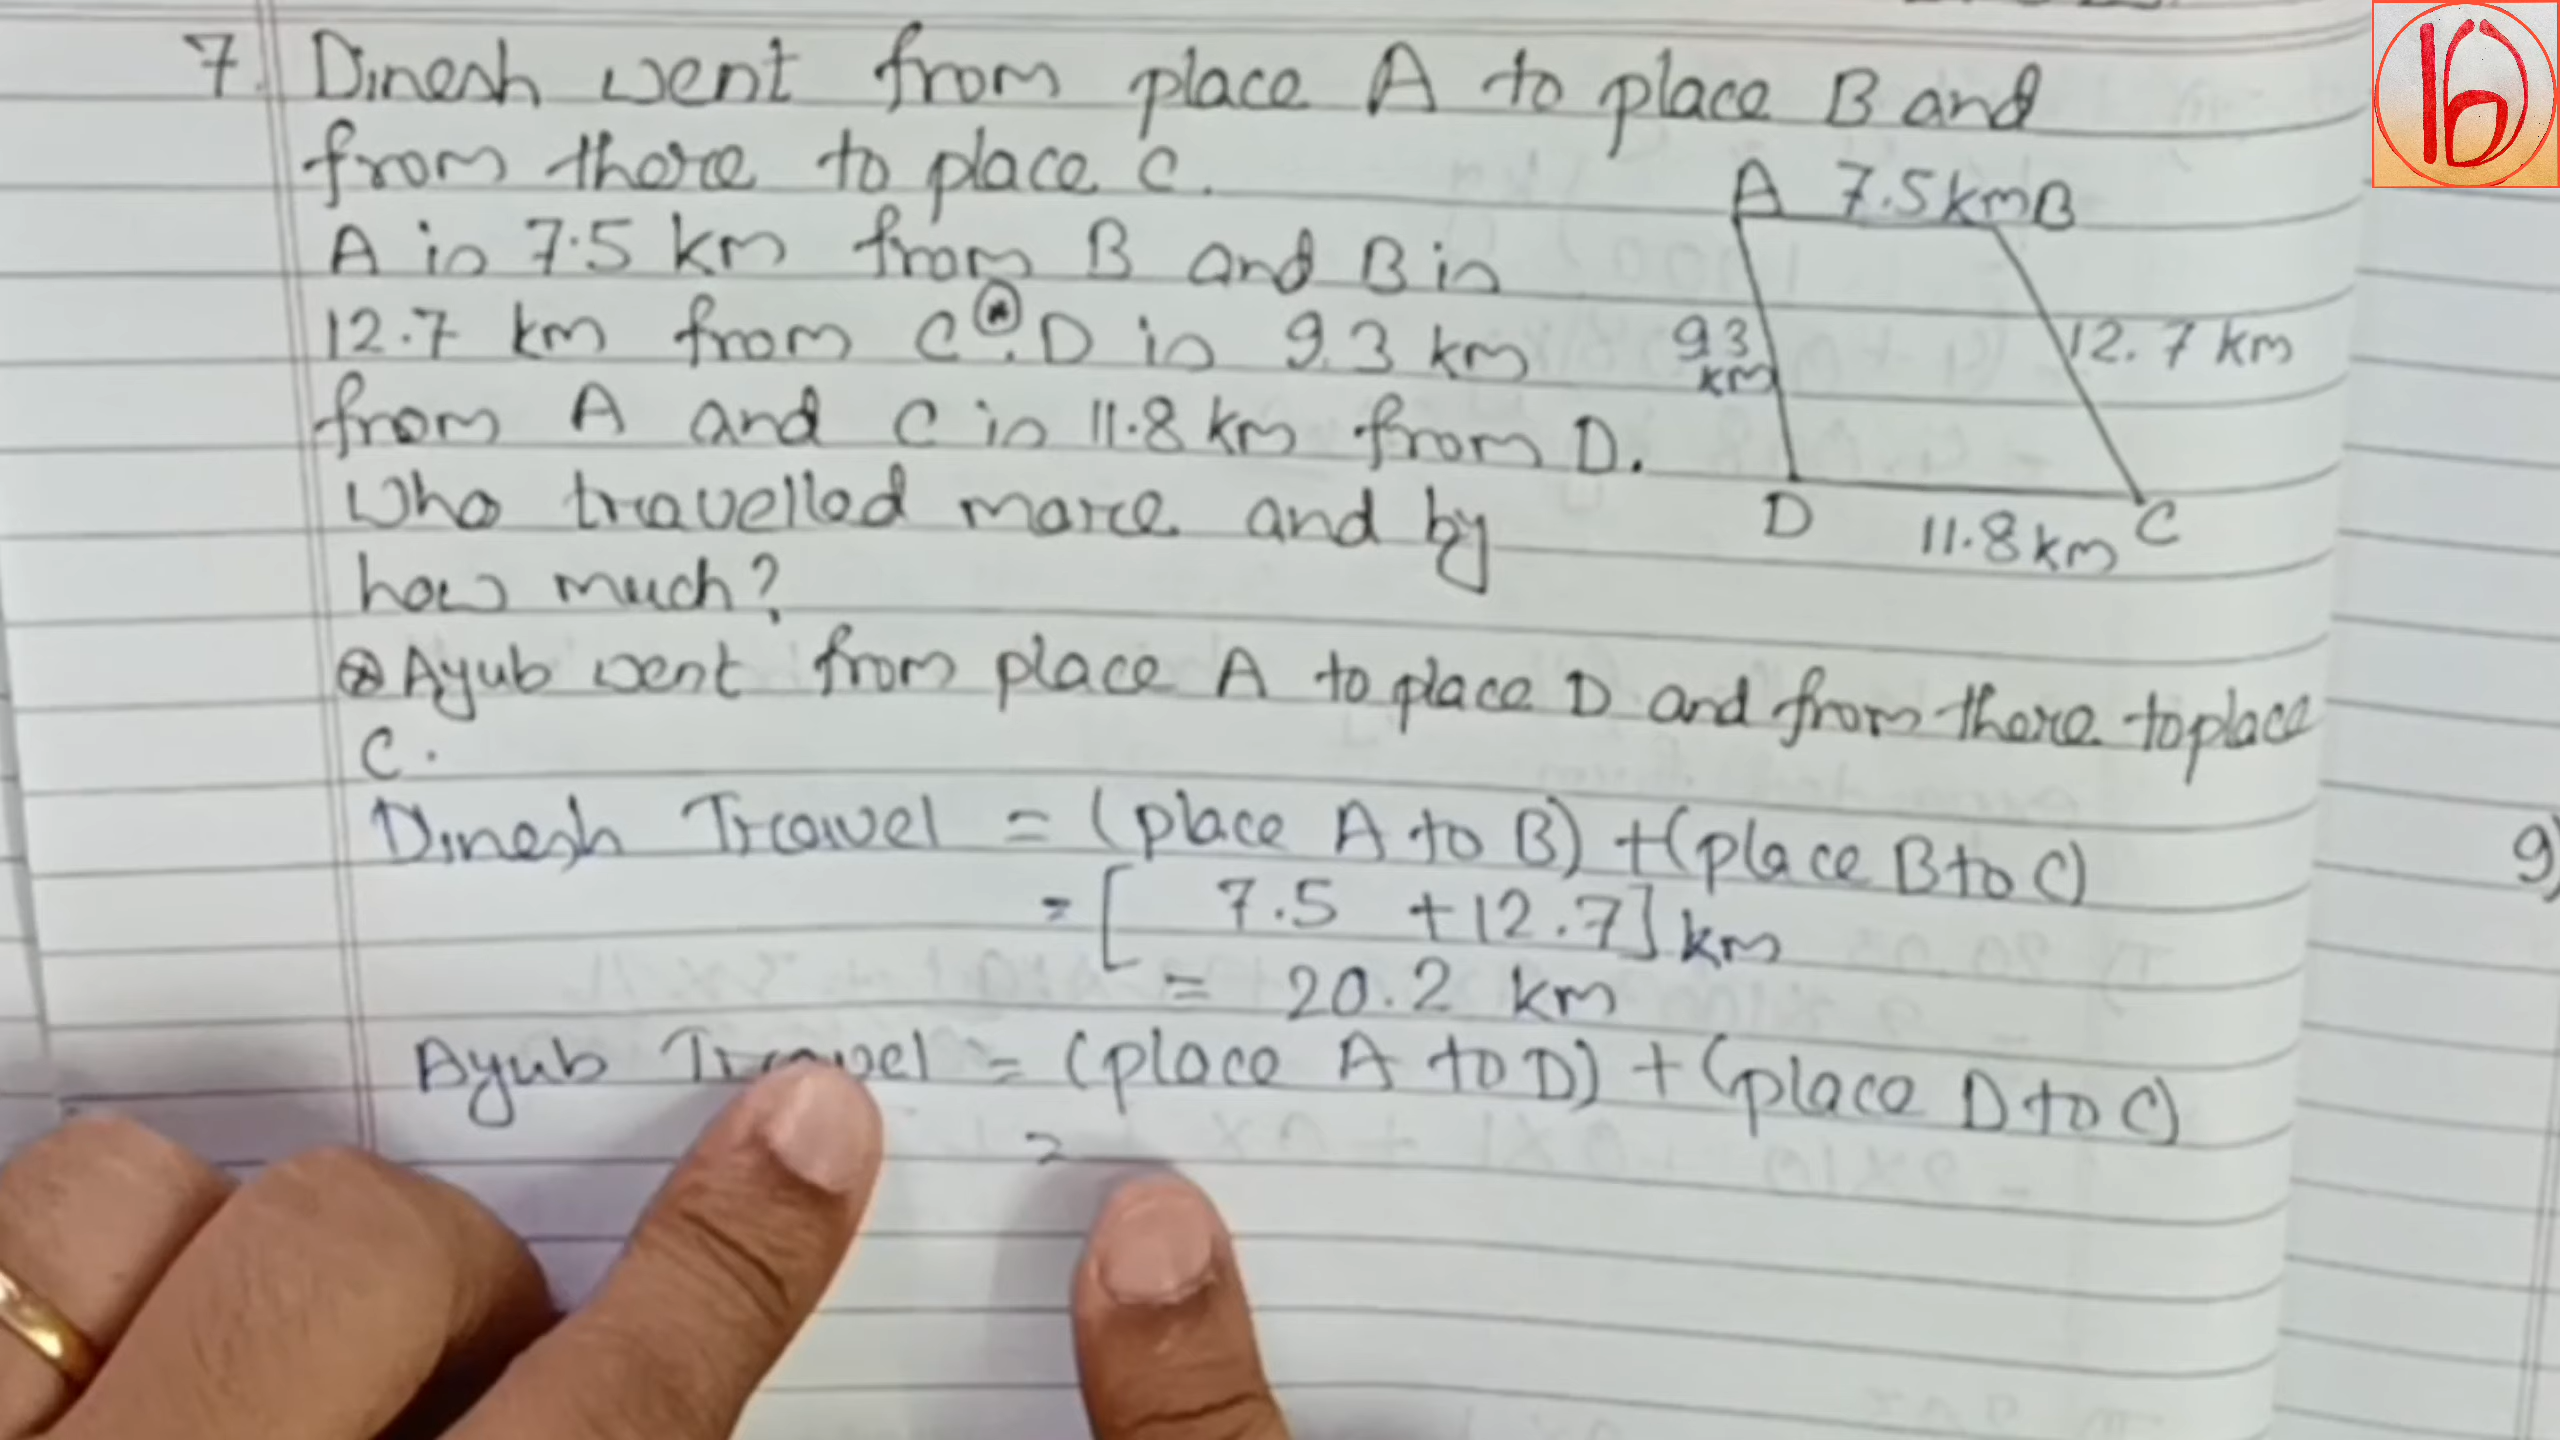 7. Dinesh went from place A to place B and
from there to place C.
A is 7.5 km from B and B is
12.7 km from C. D is 9.3 km
from A and C is 11.8 km from D.
Who travelled more and by
how much?
A 7.5km B
9.3
km
12.7 km
D 11.8 km C
Ayub went from place A to place D and from there to place
C.
Dinesh Travel = (place A to B) + (place B to C)
= [ 7.5 + 12.7] km
= 20.2 km
Ayub Travel = (place A to D) + (place D to C)
=
9)